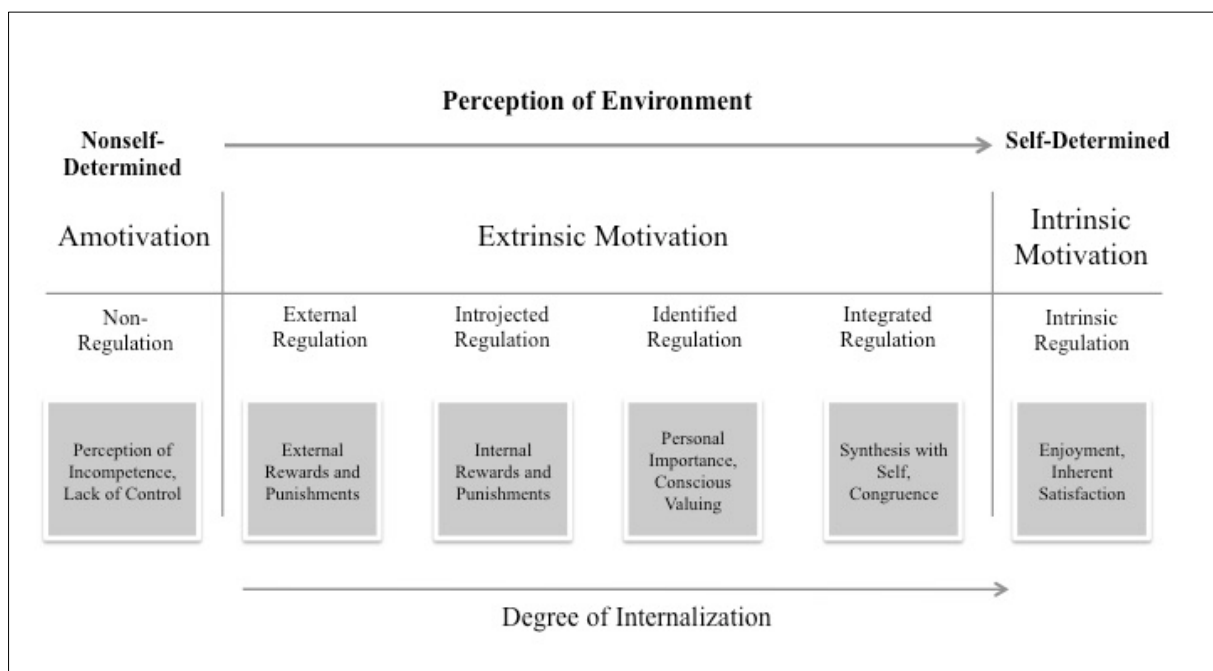 Perception of Environment
Nonself-
Determined
Self-Determined
Amotivation
Extrinsic Motivation
Intrinsic
Motivation
Non-
Regulation
External
Regulation
Introjected
Regulation
Identified
Regulation
Integrated
Regulation
Intrinsic
Regulation
Perception of
Incompetence,
Lack of Control
External
Rewards and
Punishments
Internal
Rewards and
Punishments
Personal
Importance,
Conscious
Valuing
Synthesis with
Self,
Congruence
Enjoyment,
Inherent
Satisfaction
Degree of Internalization